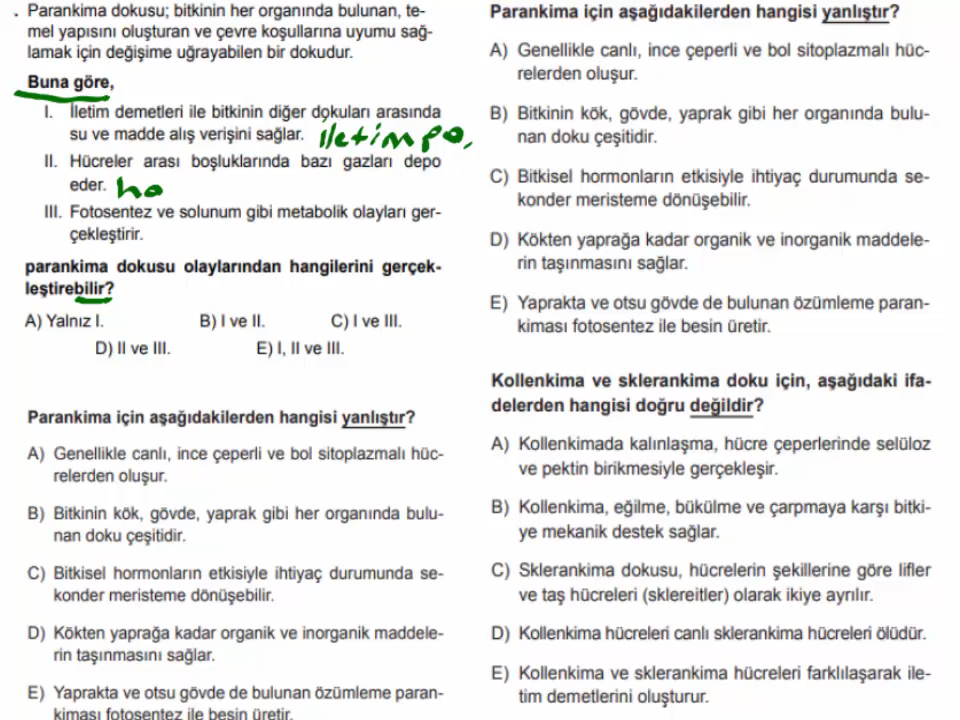 . Parankima dokusu; bitkinin her organında bulunan, te-
mel yapısını oluşturan ve çevre koşullarına uyumu sağ-
lamak için değişime uğrayabilen bir dokudur.
Buna göre,
I. İletim demetleri ile bitkinin diğer dokuları arasında
su ve madde alış verişini sağlar. iletim pa.
II. Hücreler arası boşluklarında bazı gazları depo
eder. ha
III. Fotosentez ve solunum gibi metabolik olayları ger-
çekleştirir.
parankima dokusu olaylarından hangilerini gerçek-
leştirebilir?
A) Yalnız I. B) I ve II. C) I ve III.
D) II ve III. E) I, II ve III.
Parankima için aşağıdakilerden hangisi yanlıştır?
A) Genellikle canlı, ince çeperli ve bol sitoplazmalı hüc-
relerden oluşur.
B) Bitkinin kök, gövde, yaprak gibi her organında bulu-
nan doku çeşitidir.
C) Bitkisel hormonların etkisiyle ihtiyaç durumunda se-
konder meristeme dönüşebilir.
D) Kökten yaprağa kadar organik ve inorganik maddele-
rin taşınmasını sağlar.
E) Yaprakta ve otsu gövde de bulunan özümleme paran-
kiması fotosentez ile besin üretir.
Parankima için aşağıdakilerden hangisi yanlıştır?
A) Genellikle canlı, ince çeperli ve bol sitoplazmalı hüc-
relerden oluşur.
B) Bitkinin kök, gövde, yaprak gibi her organında bulu-
nan doku çeşitidir.
C) Bitkisel hormonların etkisiyle ihtiyaç durumunda se-
konder meristeme dönüşebilir.
D) Kökten yaprağa kadar organik ve inorganik maddele-
rin taşınmasını sağlar.
E) Yaprakta ve otsu gövde de bulunan özümleme paran-
kiması fotosentez ile besin üretir.
Kollenkima ve sklerankima doku için, aşağıdaki ifa-
delerden hangisi doğru değildir?
A) Kollenkimada kalınlaşma, hücre çeperlerinde selüloz
ve pektin birikmesiyle gerçekleşir.
B) Kollenkima, eğilme, bükülme ve çarpmaya karşı bitki-
ye mekanik destek sağlar.
C) Sklerankima dokusu, hücrelerin şekillerine göre lifler
ve taş hücreleri (sklereitler) olarak ikiye ayrılır.
D) Kollenkima hücreleri canlı sklerankima hücreleri ölüdür.
E) Kollenkima ve sklerankima hücreleri farklılaşarak ile-
tim demetlerini oluşturur.